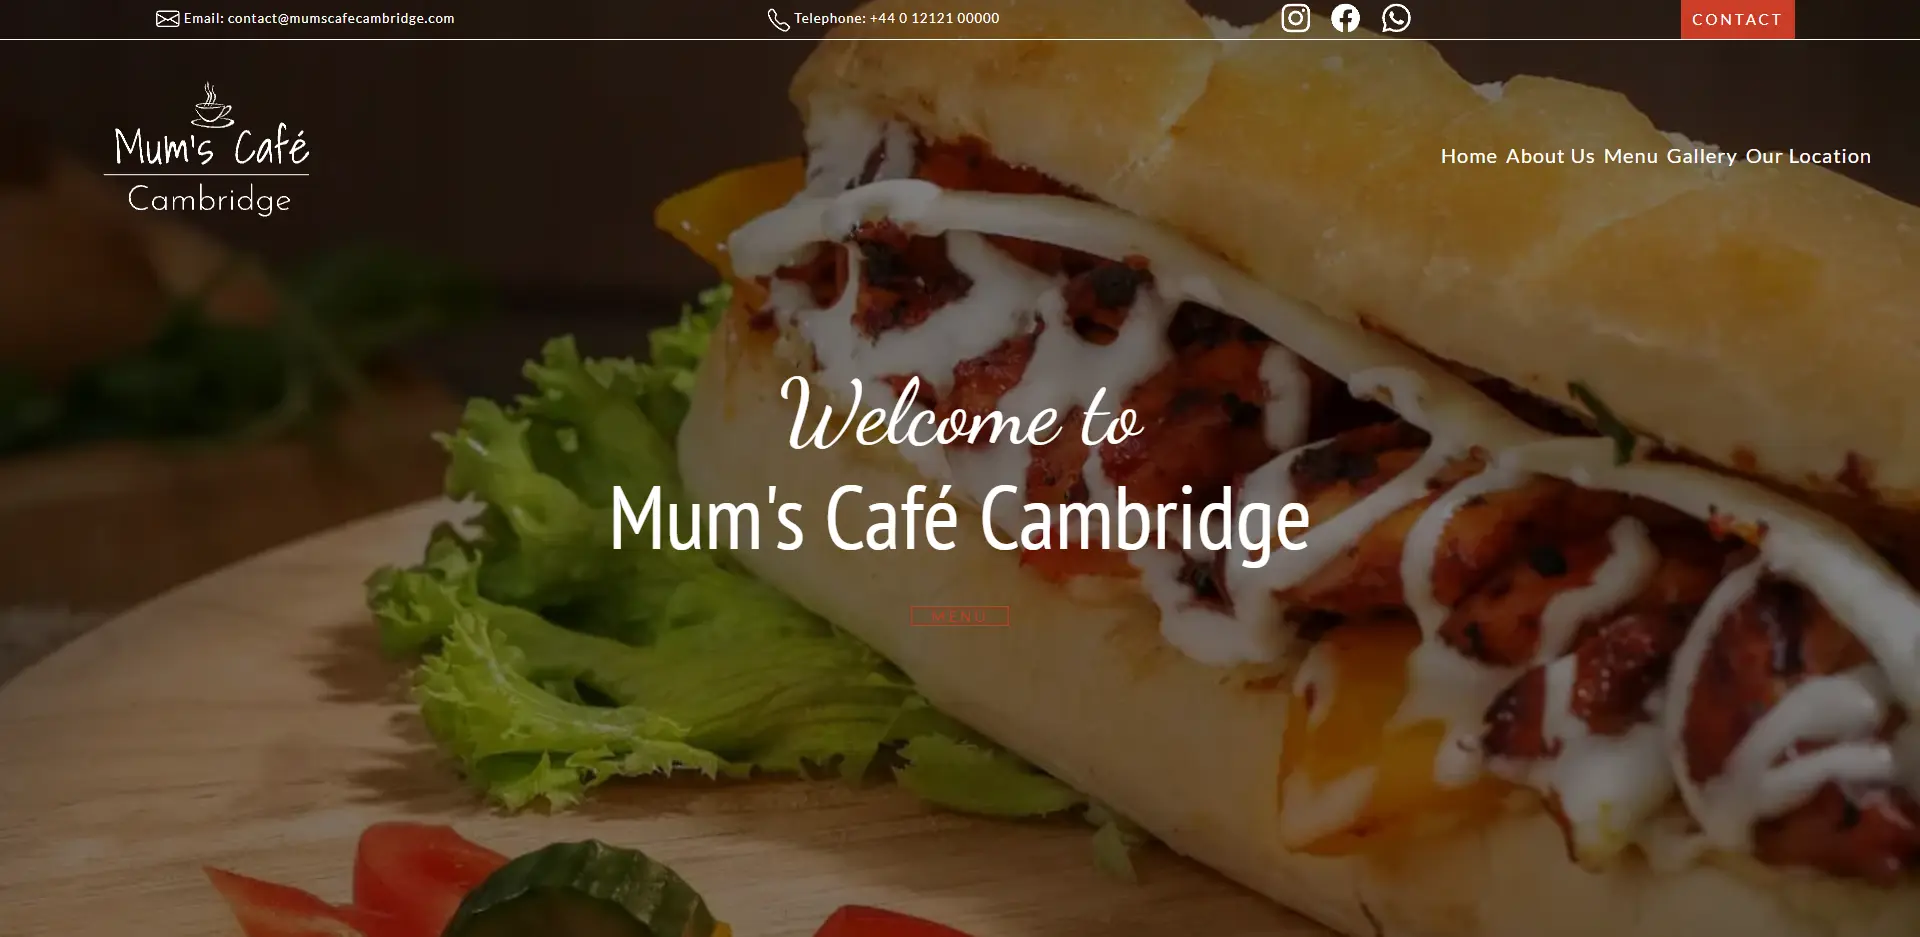 Email: contact@mumscafecambridge.com
Telephone: +44 0 12121 00000
CONTACT
Mum's Café
Cambridge
Home About Us Menu Gallery Our Location
Welcome to
Mum's Café Cambridge
MENU